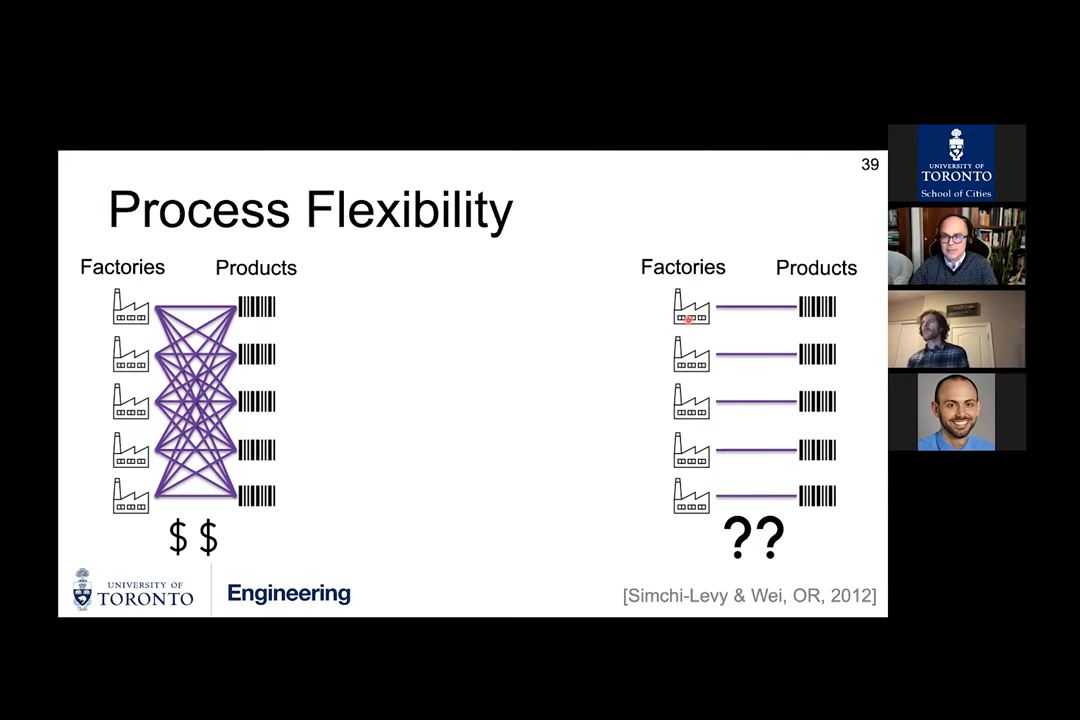 39
Process Flexibility
Factories Products
Factories Products
$ $
??
UNIVERSITY OF
TORONTO
Engineering
[Simchi-Levy & Wei, OR, 2012]
UNIVERSITY OF
TORONTO
School of Cities